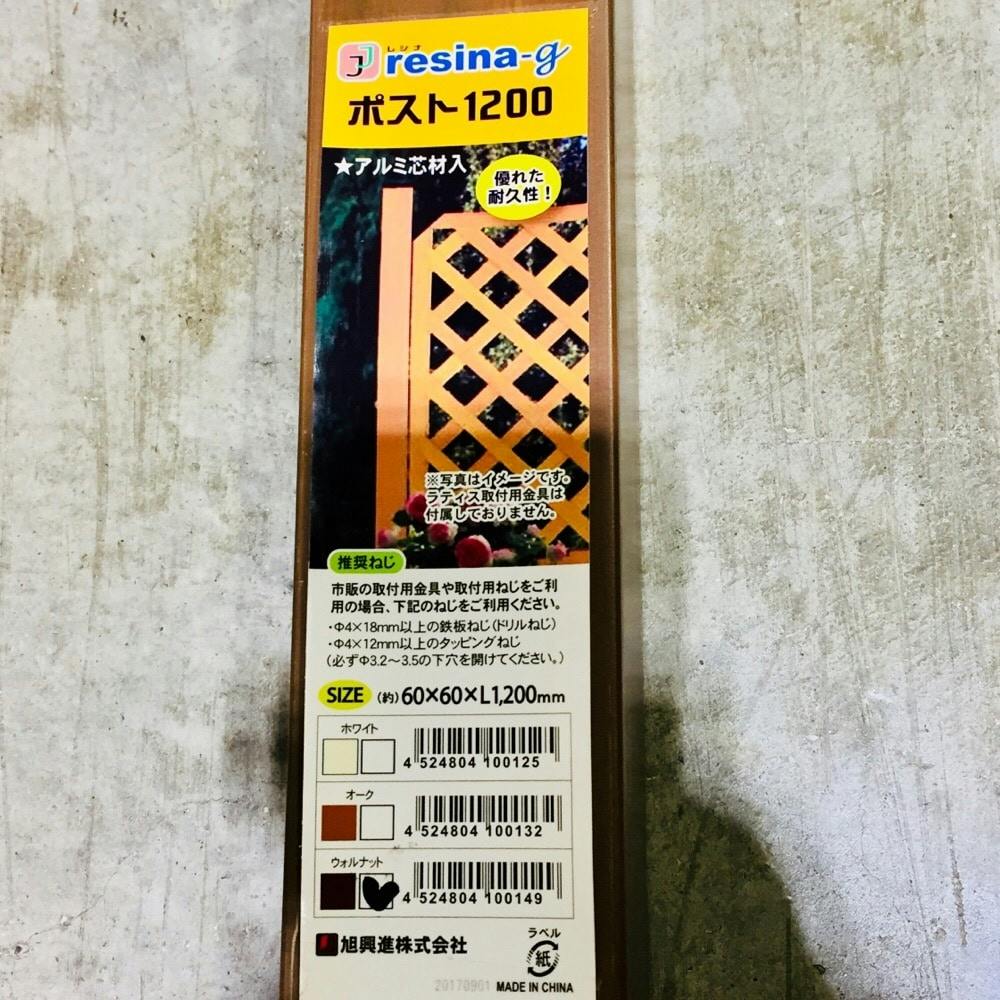 レジナ
resina-g
ポスト1200
★アルミ芯材入
優れた
耐久性！
※写真はイメージです。
ラティス取付用金具は
付属しておりません。
推奨ねじ
市販の取付用金具や取付用ねじをご利
用の場合、下記のねじをご利用ください。
・Φ4×18mm以上の鉄板ねじ（ドリルねじ）
・Φ4×12mm以上のタッピングねじ
（必ずΦ3.2～3.5の下穴を開けてください。）
SIZE (約)60×60×L1,200mm
ホワイト
4 524804 100125
オーク
4 524804 100132
ウォルナット
4 524804 100149
旭興進株式会社
ラベル
紙
20170901 MADE IN CHINA